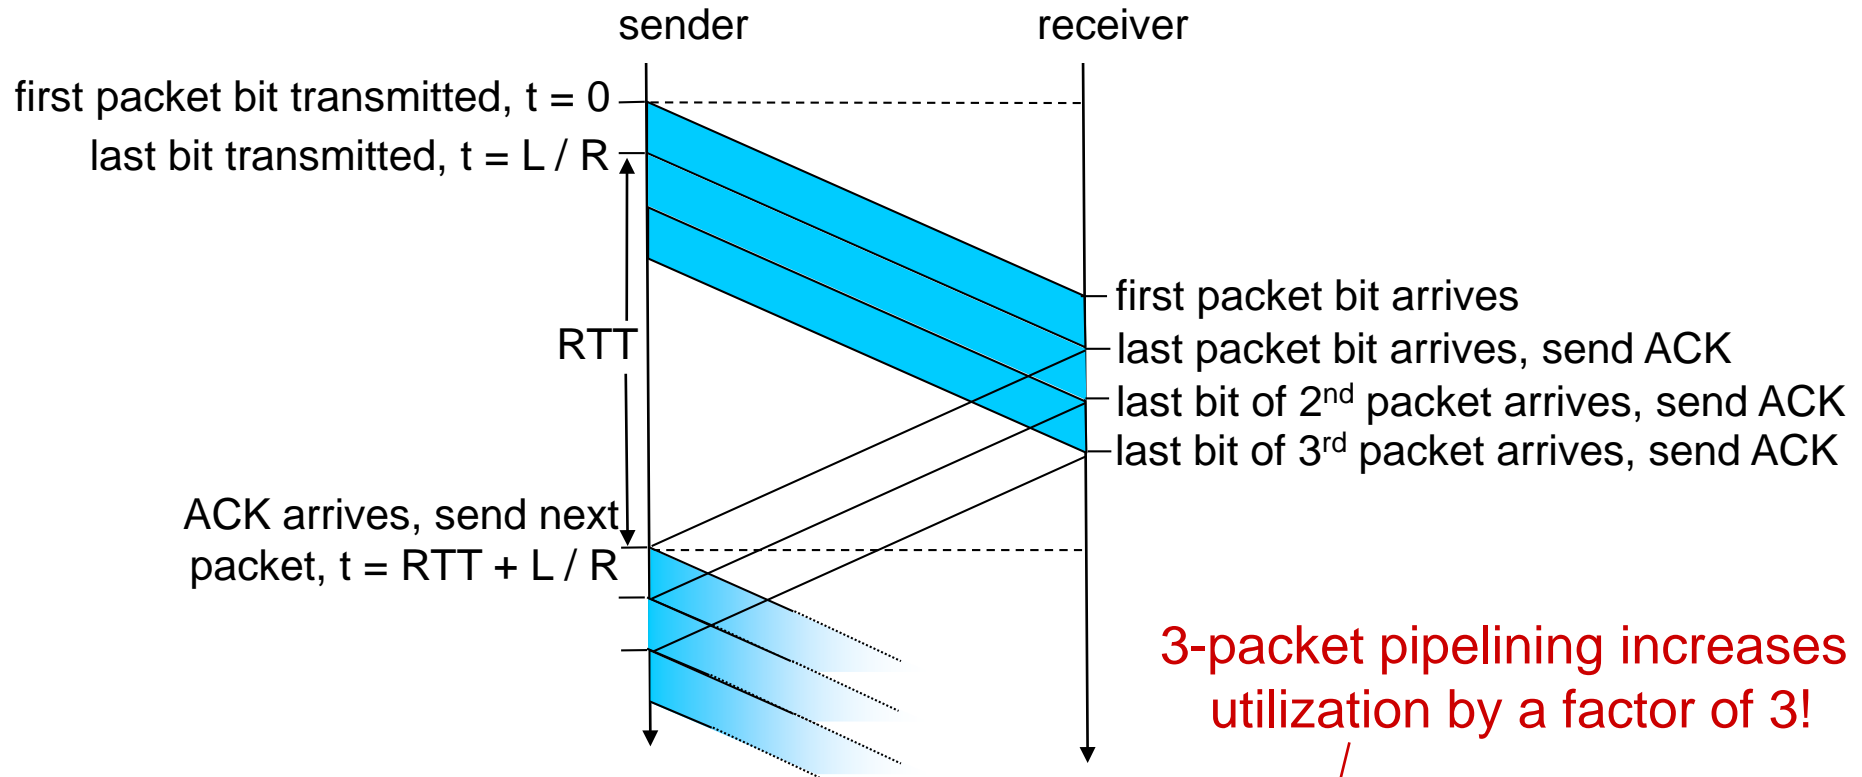 sender
receiver
first packet bit transmitted, t = 0
last bit transmitted, t = L / R
first packet bit arrives
RTT
last packet bit arrives, send ACK
last bit of 2nd packet arrives, send ACK
last bit of 3rd packet arrives, send ACK
ACK arrives, send next
packet, t = RTT + L / R
3-packet pipelining increases
utilization by a factor of 3!